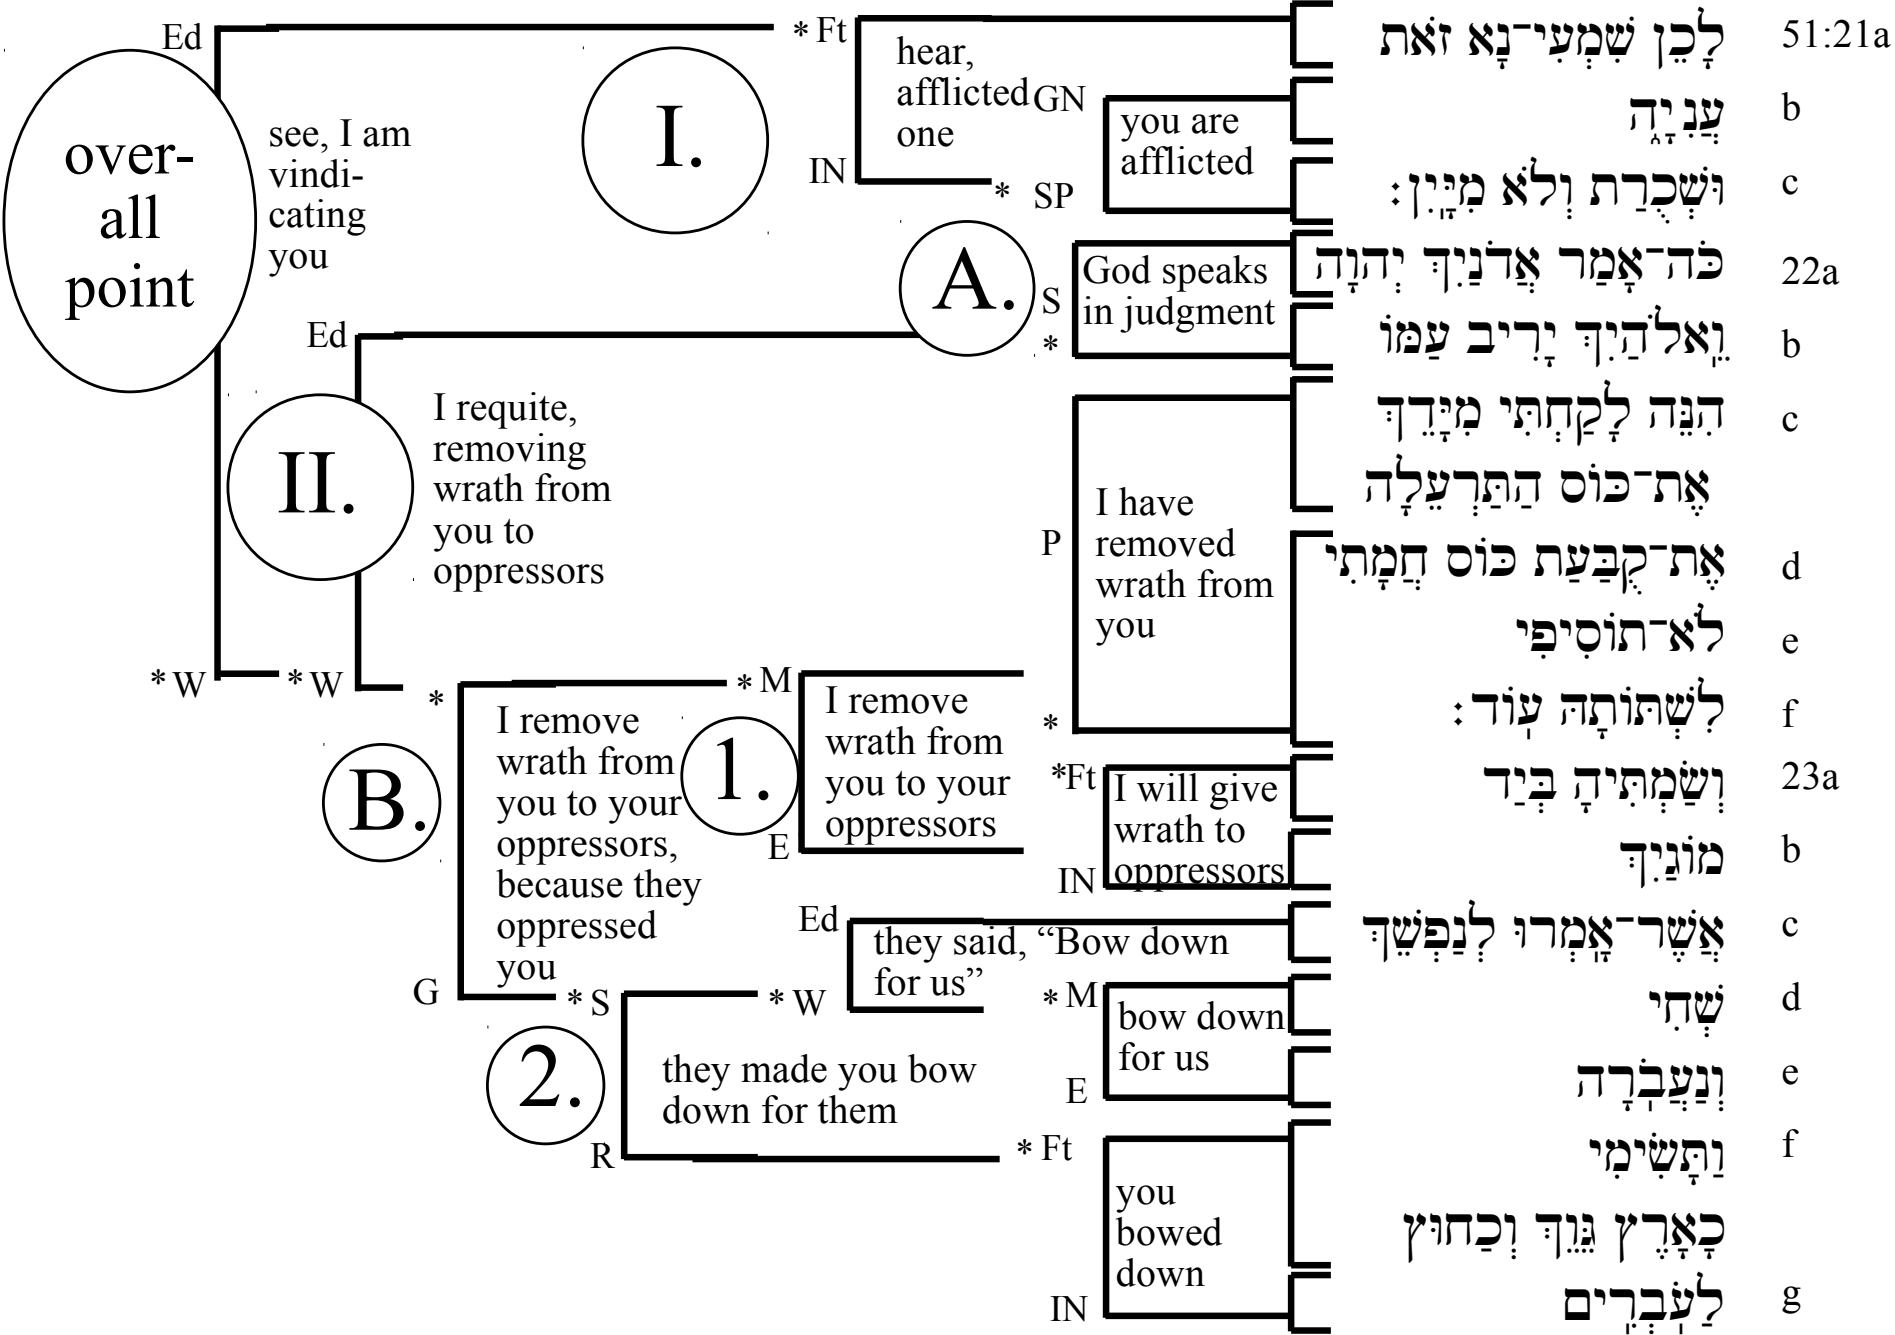 Ed
over-
all
point
see, I am
vindi-
cating
you
* W
I.
* Ft
hear,
afflicted
one
IN
*
GN
you are
afflicted
SP
לָכֵן שִׁמְעִי־נָא זֹאת 51:21a
עֲנִיָּה b
וּשְׁכֻרַת וְלֹא מִיָּיִן׃ c
Ed
II.
I requite,
removing
wrath from
you to
oppressors
* W
A.
S
God speaks
in judgment
*
כֹּה־אָמַר אֲדֹנַיִךְ יְהוָה 22a
וֵאלֹהַיִךְ יָרִיב עַמּוֹ b
P
I have
removed
wrath from
you
*
הִנֵּה לָקַחְתִּי מִיָּדֵךְ c
אֶת־כּוֹס הַתַּרְעֵלָה
אֶת־קֻבַּעַת כּוֹס חֲמָתִי d
לֹא־תוֹסִיפִי e
לִשְׁתּוֹתָהּ עוֹד׃ f
*
B.
I remove
wrath from
you to your
oppressors,
because they
oppressed
you
G
* M
1.
I remove
wrath from
you to your
oppressors
E
*Ft
I will give
wrath to
oppressors
IN
וְשַׂמְתִּיהָ בְּיַד 23a
מוֹגַיִךְ b
* S
2.
they made you bow
down for them
R
Ed
they said, “Bow down
for us”
* W
* M
bow down
for us
E
אֲשֶׁר־אָמְרוּ לְנַפְשֵׁךְ c
שְׁחִי d
וְנַעֲבֹרָה e
* Ft
you
bowed
down
IN
וַתָּשִׂימִי f
כָאָרֶץ גֵּוֵךְ וְכַחוּץ
לַעֹבְרִים g